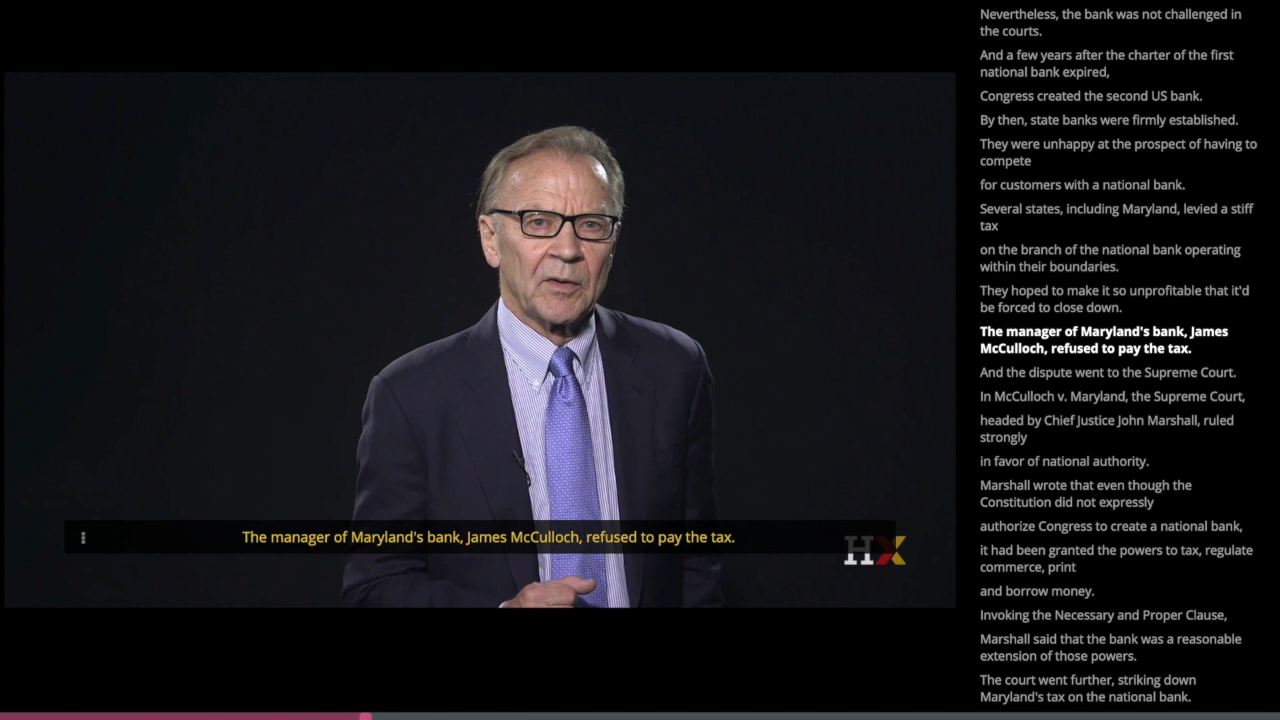 Nevertheless, the bank was not challenged in
the courts.
And a few years after the charter of the first
national bank expired,
Congress created the second US bank.
By then, state banks were firmly established.
They were unhappy at the prospect of having to
compete
for customers with a national bank.
Several states, including Maryland, levied a stiff
tax
on the branch of the national bank operating
within their boundaries.
They hoped to make it so unprofitable that it'd
be forced to close down.
The manager of Maryland's bank, James
McCulloch, refused to pay the tax.
And the dispute went to the Supreme Court.
In McCulloch v. Maryland, the Supreme Court,
headed by Chief Justice John Marshall, ruled
strongly
in favor of national authority.
Marshall wrote that even though the
Constitution did not expressly
authorize Congress to create a national bank,
it had been granted the powers to tax, regulate
commerce, print
and borrow money.
Invoking the Necessary and Proper Clause,
Marshall said that the bank was a reasonable
extension of those powers.
The court went further, striking down
Maryland's tax on the national bank.
The manager of Maryland's bank, James McCulloch, refused to pay the tax.
HX